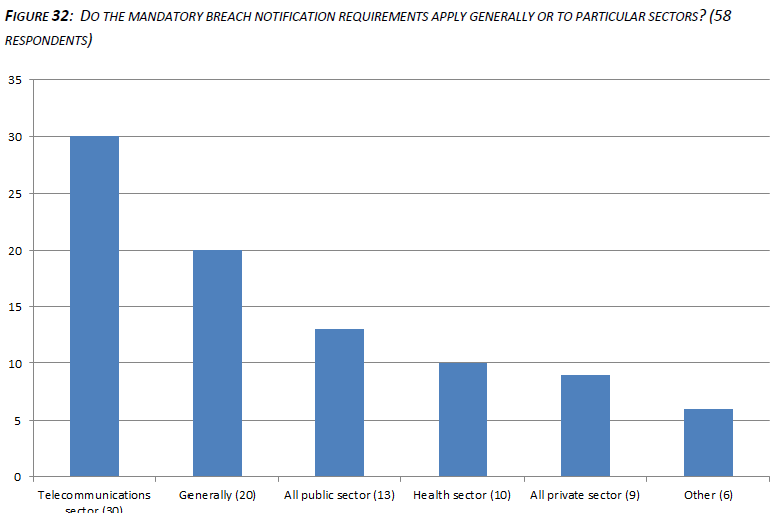 FIGURE 32: DO THE MANDATORY BREACH NOTIFICATION REQUIREMENTS APPLY GENERALLY OR TO PARTICULAR SECTORS? (58
RESPONDENTS)
35
30
25
20
15
10
5
0
Telecommunications Generally (20) All public sector (13) Health sector (10) All private sector (9) Other (6)
sector (30)